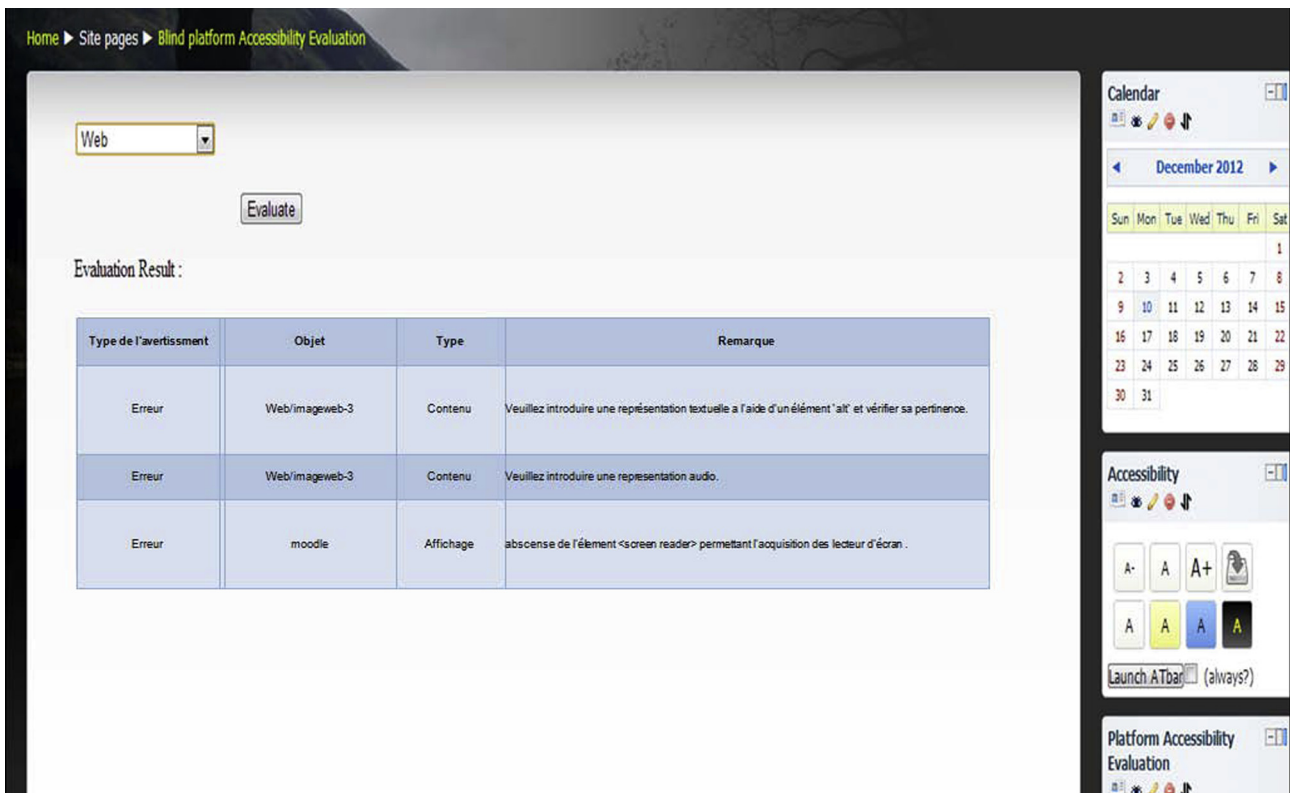 Home ▶ Site pages ▶ Blind platform Accessibility Evaluation
Web
Evaluate
Evaluation Result :
Type de l'avertissment Objet Type Remarque
Erreur Web/imageweb-3 Contenu Veuillez introduire une représentation textuelle a l'aide d'un élément 'alt' et vérifier sa pertinence.
Erreur Web/imageweb-3 Contenu Veuillez introduire une representation audio.
Erreur moodle Affichage abscense de l'élement <screen reader> permettant l'acquisition des lecteur d'écran .
Calendar
◄ December 2012 ►
Sun Mon Tue Wed Thu Fri Sat
1
2 3 4 5 6 7 8
9 10 11 12 13 14 15
16 17 18 19 20 21 22
23 24 25 26 27 28 29
30 31
Accessibility
A- A A+
A A A A
Launch ATbar (always?)
Platform Accessibility
Evaluation